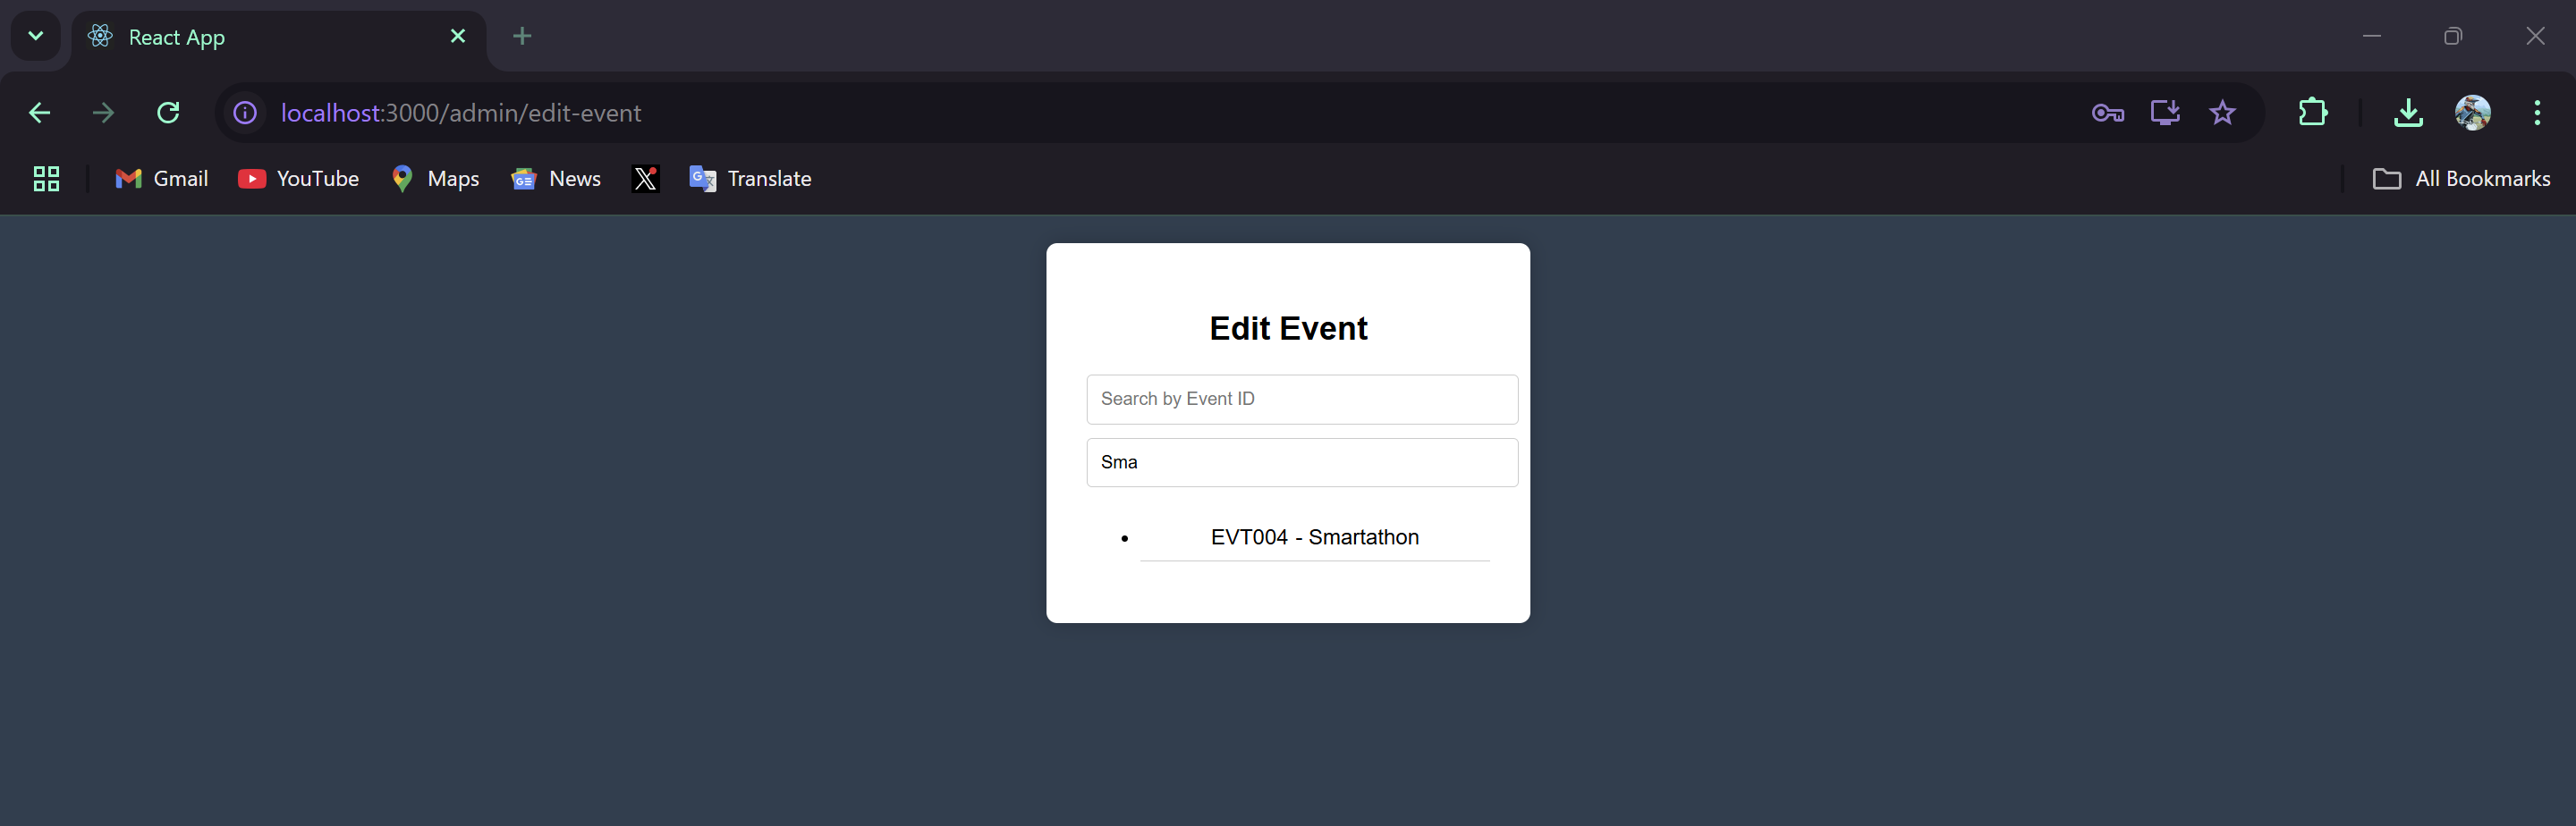 React App
localhost:3000/admin/edit-event
Gmail YouTube Maps GE News X Translate All Bookmarks
Edit Event
Search by Event ID
Sma
• EVT004 - Smartathon